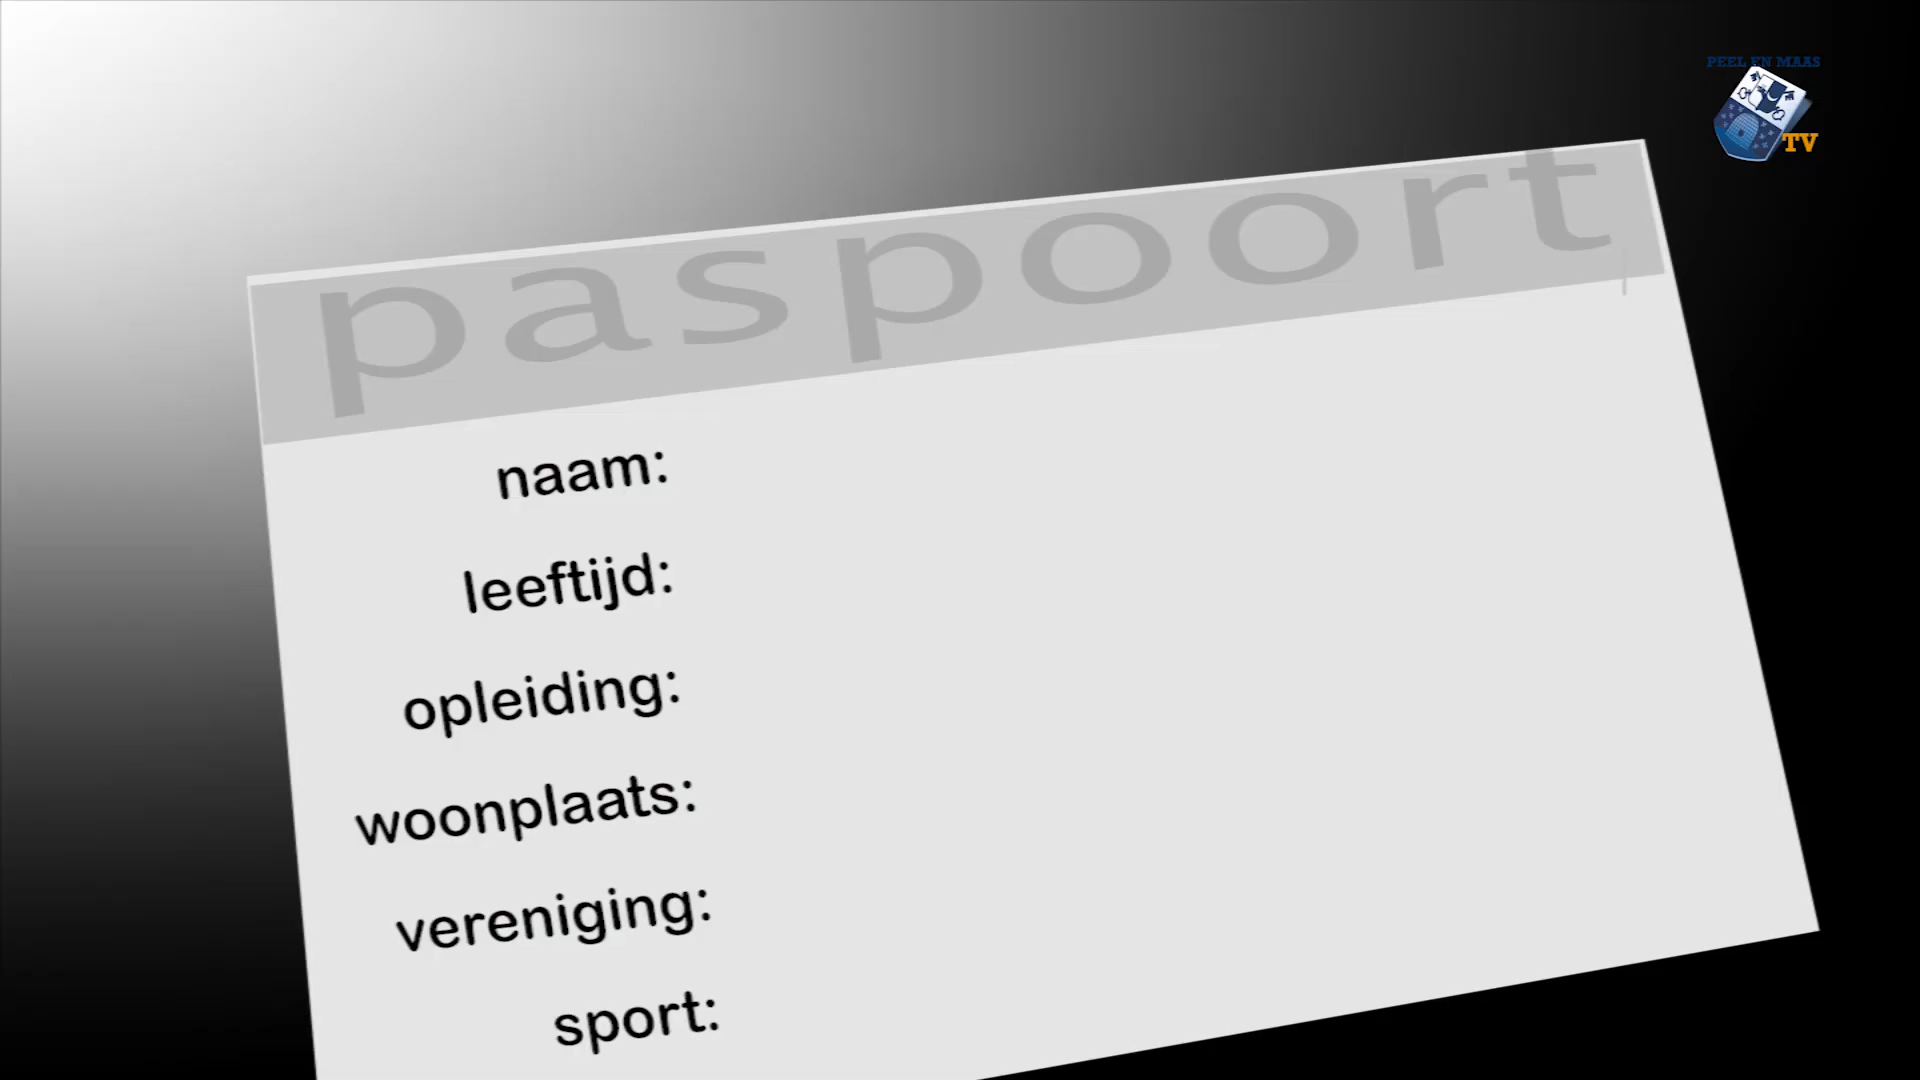 PEEL EN MAAS
TV
paspoort
naam:
leeftijd:
opleiding:
woonplaats:
vereniging:
sport: